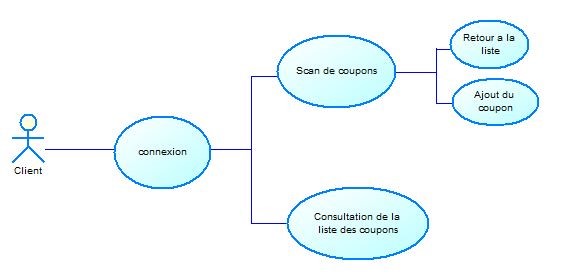 Client
connexion
Scan de coupons
Retour a la
liste
Ajout du
coupon
Consultation de la
liste des coupons